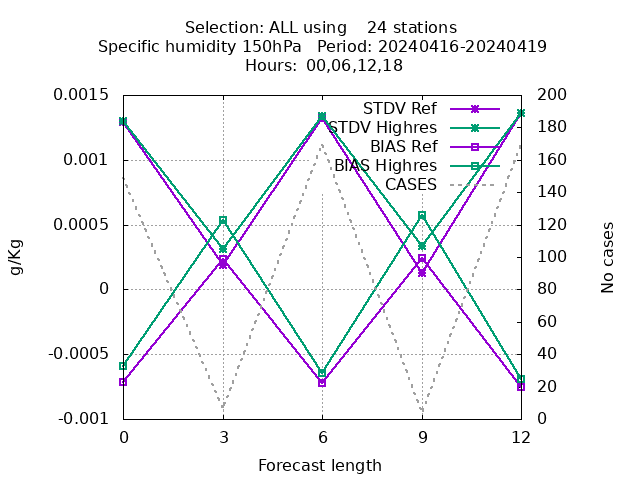 Selection: ALL using    24 stations
Specific humidity 150hPa   Period: 20240416-20240419
Hours:  00,06,12,18
0.0015
0.001
0.0005
0
-0.0005
-0.001
g/Kg
STDV Ref
STDV Highres
BIAS Ref
BIAS Highres
CASES
200
180
160
140
120
100
80
60
40
20
0
No cases
0 3 6 9 12
Forecast length